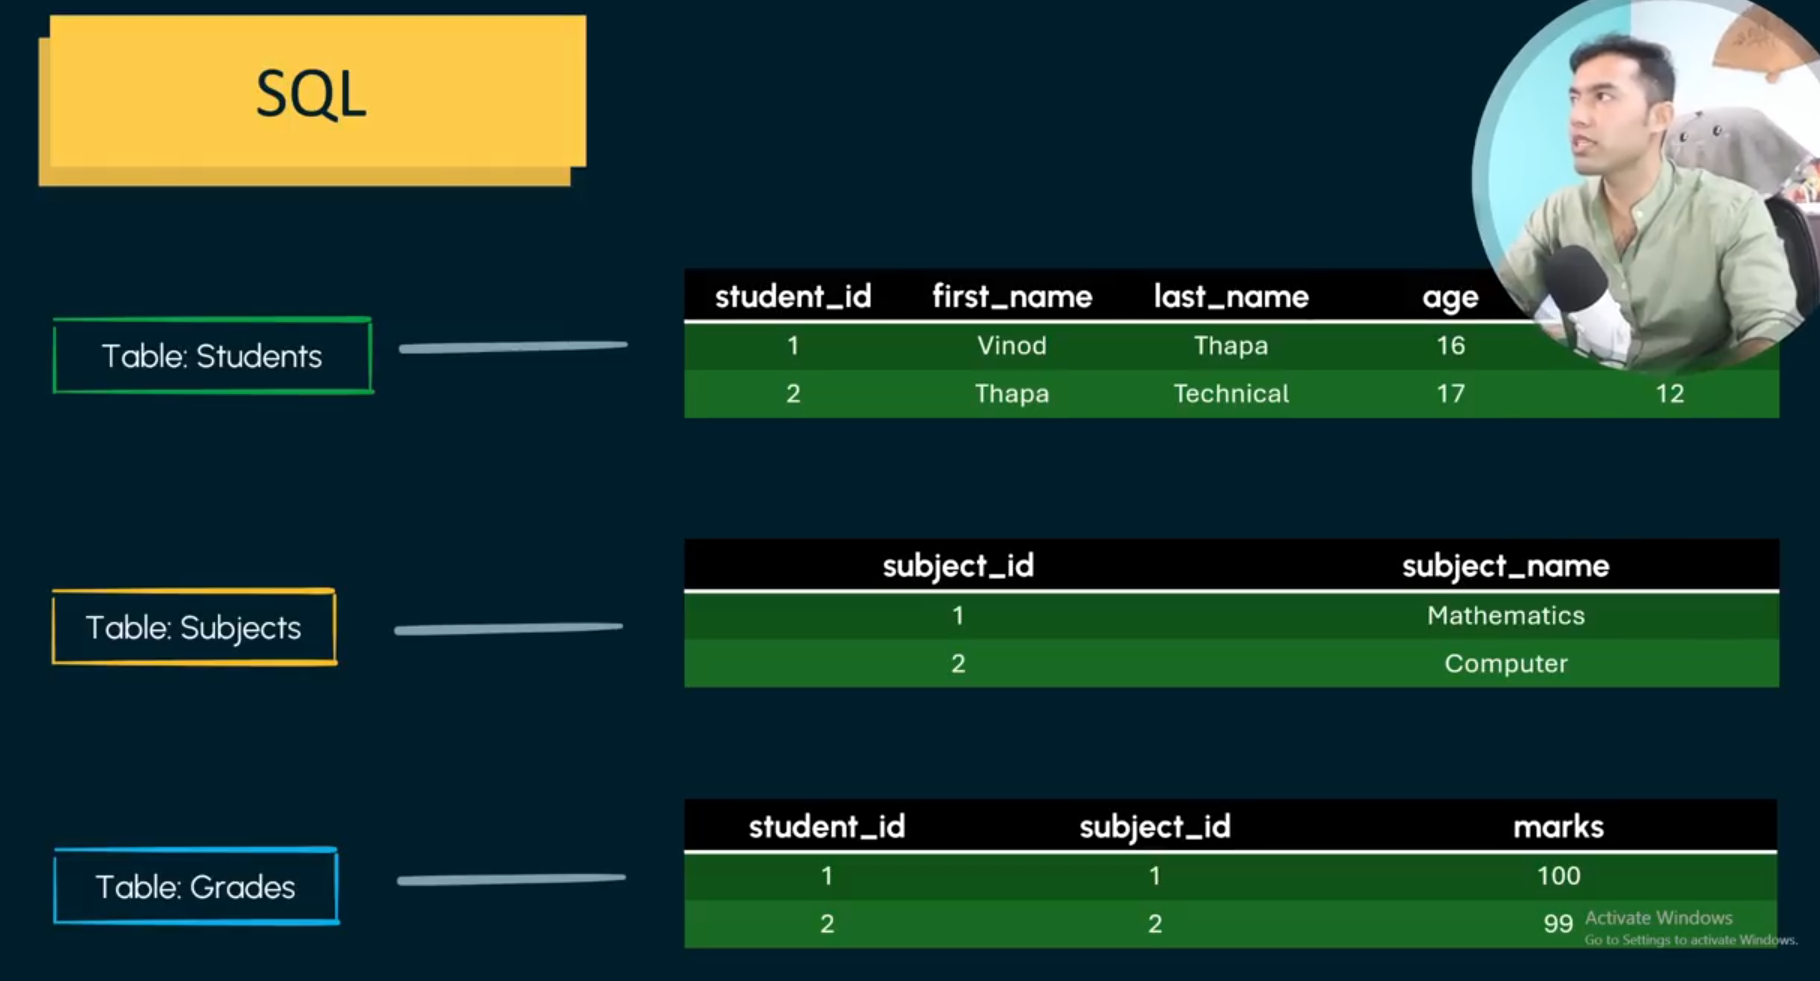 SQL
Table: Students
student_id first_name last_name age
1 Vinod Thapa 16
2 Thapa Technical 17 12
Table: Subjects
subject_id subject_name
1 Mathematics
2 Computer
Table: Grades
student_id subject_id marks
1 1 100
2 2 99
Activate Windows
Go to Settings to activate Windows.